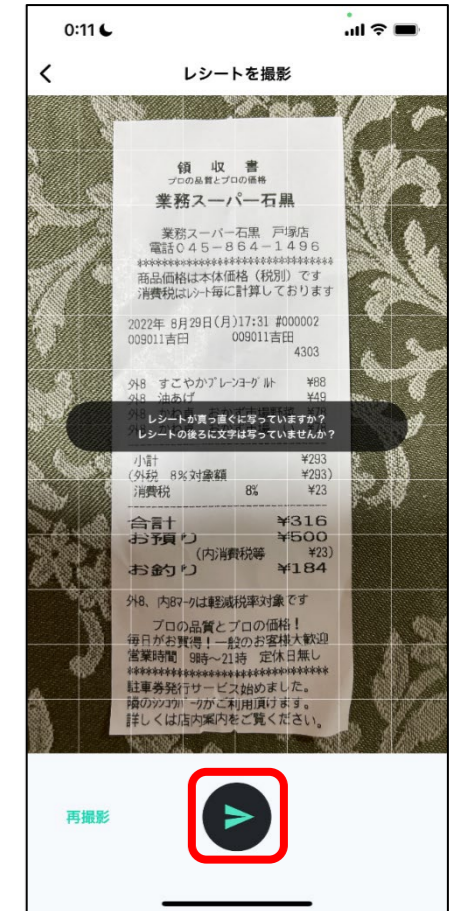 0:11
レシートを撮影
領 収 書
プロの品質とプロの価格
業務スーパー石黒
業務スーパー石黒 戸塚店
電話045-864-1496
***********************************
商品価格は本体価格(税別)です
消費税はレシート毎に計算しております
2022年 8月29日(月)17:31 #000002
009011吉田 009011吉田
4303
外8 すこやかプレーンヨーグルト ¥88
外8 油あげ ¥49
外8
レシートが真っ直ぐに写っていますか?
レシートの後ろに文字は写っていませんか?
小計 ¥293
(外税 8%対象額 ¥293)
消費税 8% ¥23
合計 ¥316
お預り ¥500
(内消費税等 ¥23)
お釣り ¥184
外8、内8マークは軽減税率対象です
プロの品質とプロの価格!
毎日がお買得!一般のお客様大歓迎
営業時間 9時~21時 定休日無し
***********************************
駐車券発行サービス始めました。
隣のシンコウパークがご利用頂けます。
詳しくは店内案内をご覧ください。
再撮影